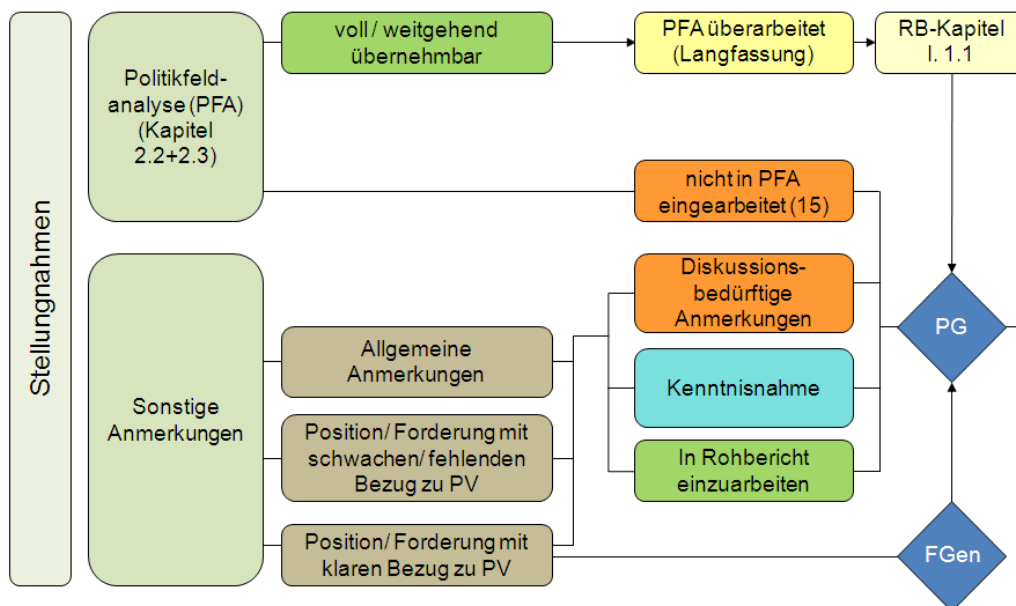 Stellungnahmen
Politikfeld-
analyse (PFA)
(Kapitel
2.2+2.3)
voll / weitgehend
übernehmbar
PFA überarbeitet
(Langfassung)
RB-Kapitel
I. 1.1
nicht in PFA
eingearbeitet (15)
Sonstige
Anmerkungen
Allgemeine
Anmerkungen
Position/ Forderung mit
schwachen/ fehlenden
Bezug zu PV
Position/ Forderung mit
klaren Bezug zu PV
Diskussions-
bedürftige
Anmerkungen
Kenntnisnahme
In Rohbericht
einzuarbeiten
PG
FGen